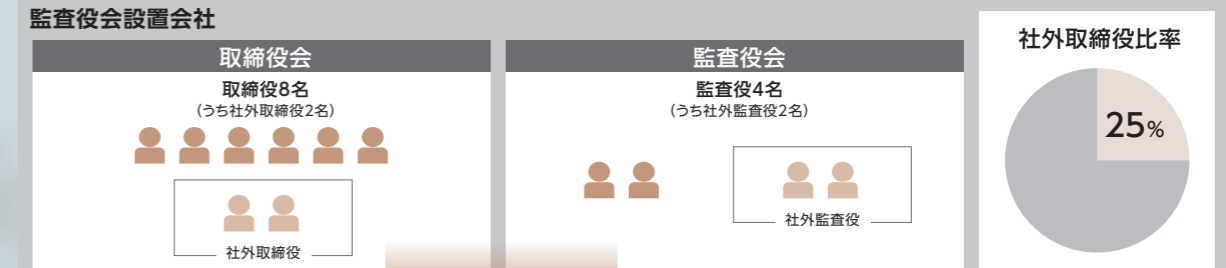 監査役会設置会社
取締役会
取締役8名
（うち社外取締役2名）
社外取締役
監査役会
監査役4名
（うち社外監査役2名）
社外監査役
社外取締役比率
25%